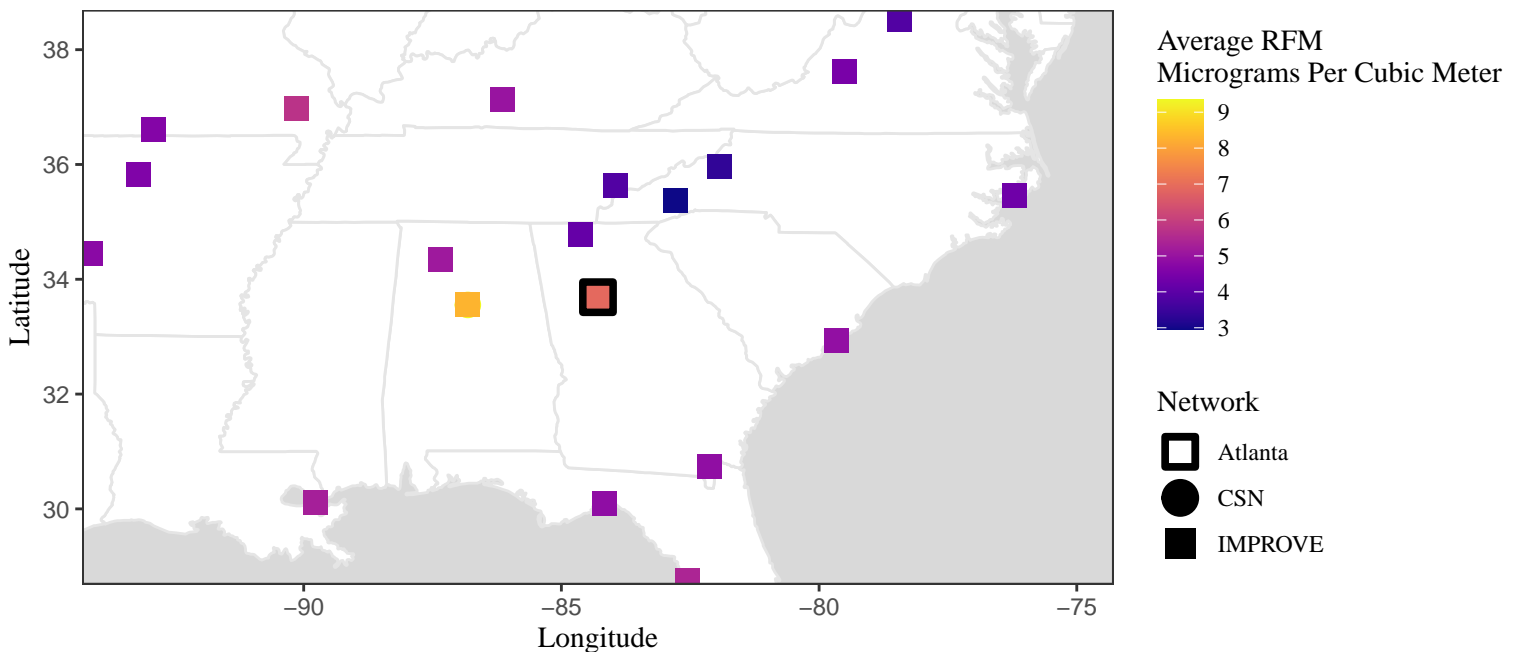 38
36
34
32
30
Latitude
−90
−85
−80
−75
Longitude
Average RFM
Micrograms Per Cubic Meter
9
8
7
6
5
4
3
Network
Atlanta
CSN
IMPROVE